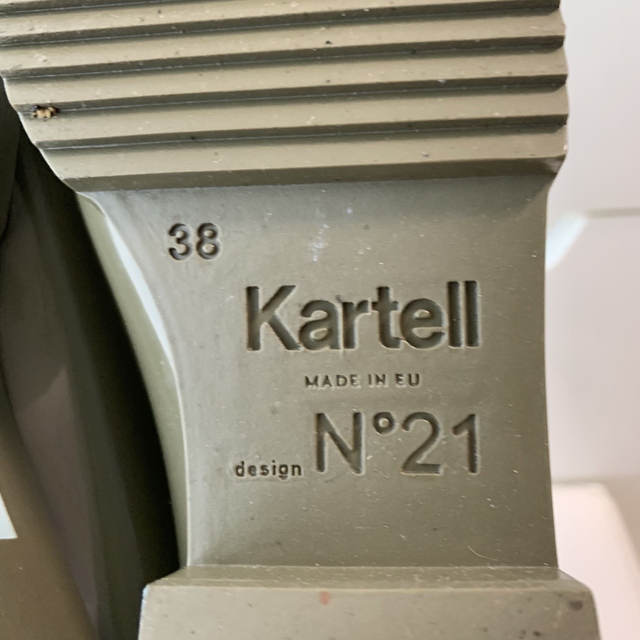 38
Kartell
MADE IN EU
design N°21